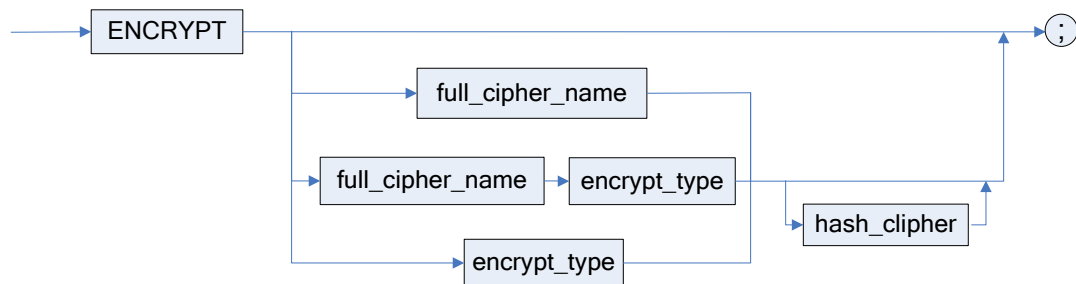 ENCRYPT
;
full_cipher_name
full_cipher_name
encrypt_type
hash_clipher
encrypt_type